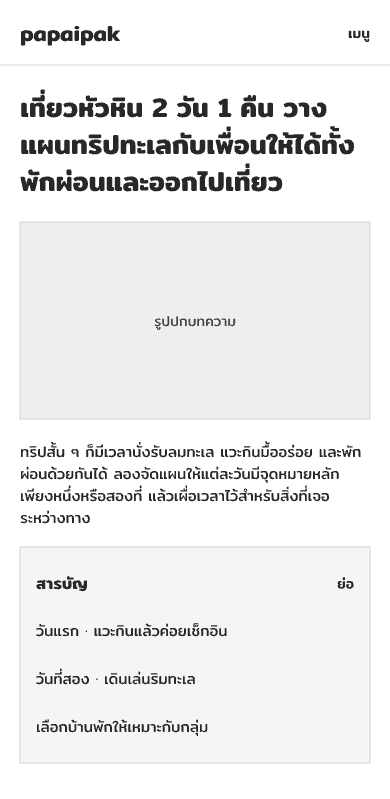 papaipak
เมนู
เที่ยวหัวหิน 2 วัน 1 คืน วาง
แผนทริปทะเลกับเพื่อนให้ได้ทั้ง
พักผ่อนและออกไปเที่ยว
รูปปกบทความ
ทริปสั้น ๆ ก็มีเวลานั่งรับลมทะเล แวะกินมื้ออร่อย และพัก
ผ่อนด้วยกันได้ ลองจัดแผนให้แต่ละวันมีจุดหมายหลัก
เพียงหนึ่งหรือสองที่ แล้วเผื่อเวลาไว้สำหรับสิ่งที่เจอ
ระหว่างทาง
สารบัญ
ย่อ
วันแรก · แวะกินแล้วค่อยเช็กอิน
วันที่สอง · เดินเล่นริมทะเล
เลือกบ้านพักให้เหมาะกับกลุ่ม